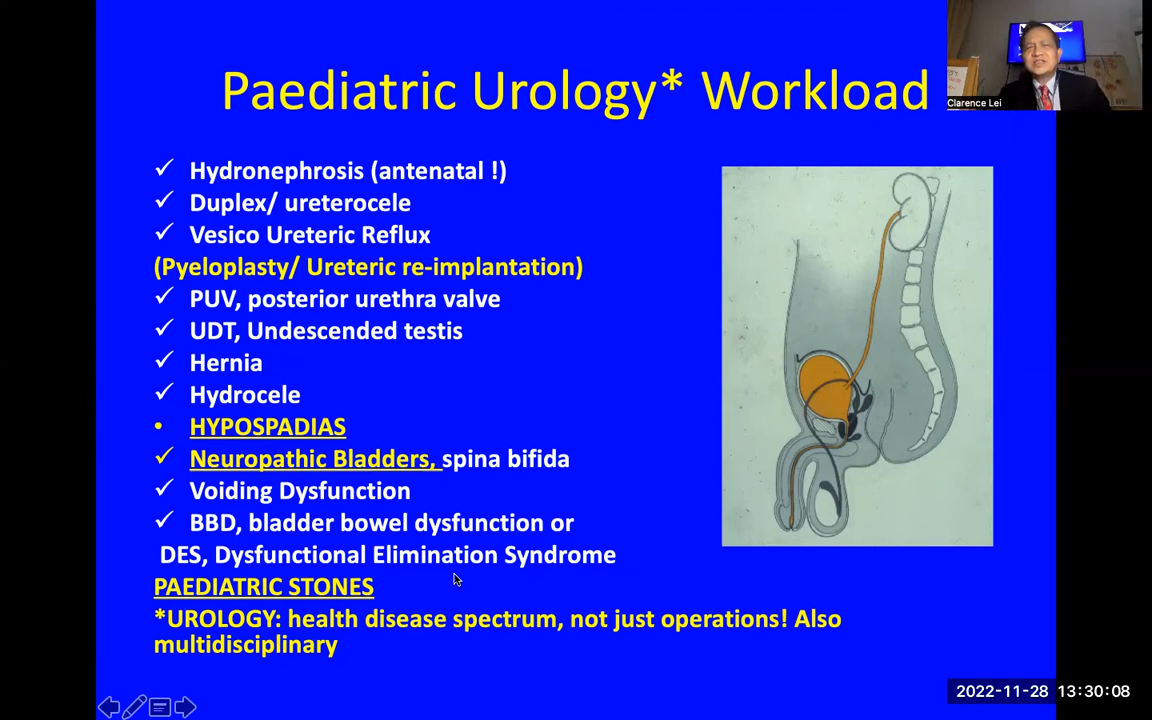 Paediatric Urology* Workload
Clarence Lei
✓ Hydronephrosis (antenatal !)
✓ Duplex/ ureterocele
✓ Vesico Ureteric Reflux
(Pyeloplasty/ Ureteric re-implantation)
✓ PUV, posterior urethra valve
✓ UDT, Undescended testis
✓ Hernia
✓ Hydrocele
• HYPOSPADIAS
✓ Neuropathic Bladders, spina bifida
✓ Voiding Dysfunction
✓ BBD, bladder bowel dysfunction or
DES, Dysfunctional Elimination Syndrome
PAEDIATRIC STONES
*UROLOGY: health disease spectrum, not just operations! Also
multidisciplinary
2022-11-28 13:30:08